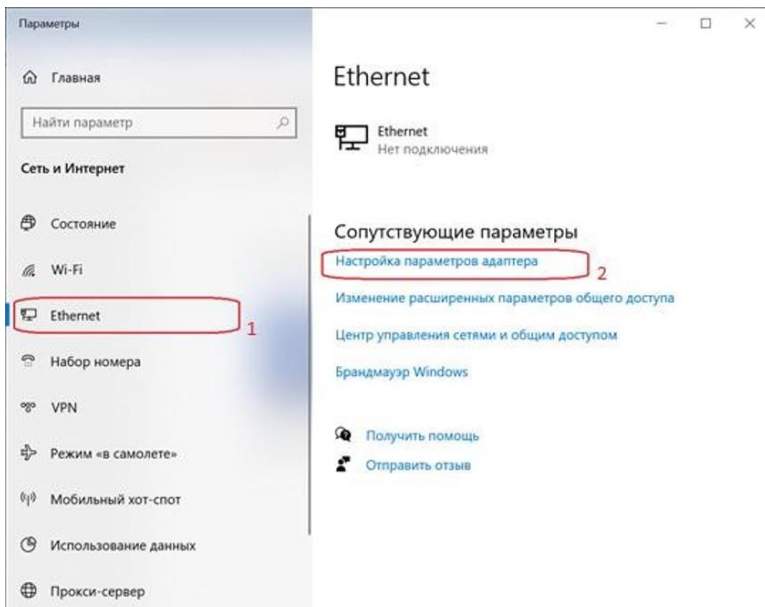 Параметры
Главная
Найти параметр
Сеть и Интернет
Состояние
Wi-Fi
Ethernet
1
Набор номера
VPN
Режим «в самолете»
Мобильный хот-спот
Использование данных
Прокси-сервер
Ethernet
Ethernet
Нет подключения
Сопутствующие параметры
Настройка параметров адаптера
2
Изменение расширенных параметров общего доступа
Центр управления сетями и общим доступом
Брандмауэр Windows
Получить помощь
Отправить отзыв